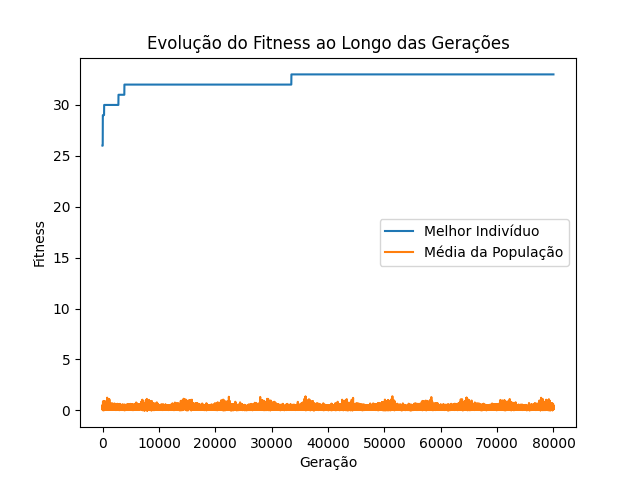 Evolução do Fitness ao Longo das Gerações
Fitness
30
25
20
15
10
5
0
Melhor Indivíduo
Média da População
0 10000 20000 30000 40000 50000 60000 70000 80000
Geração